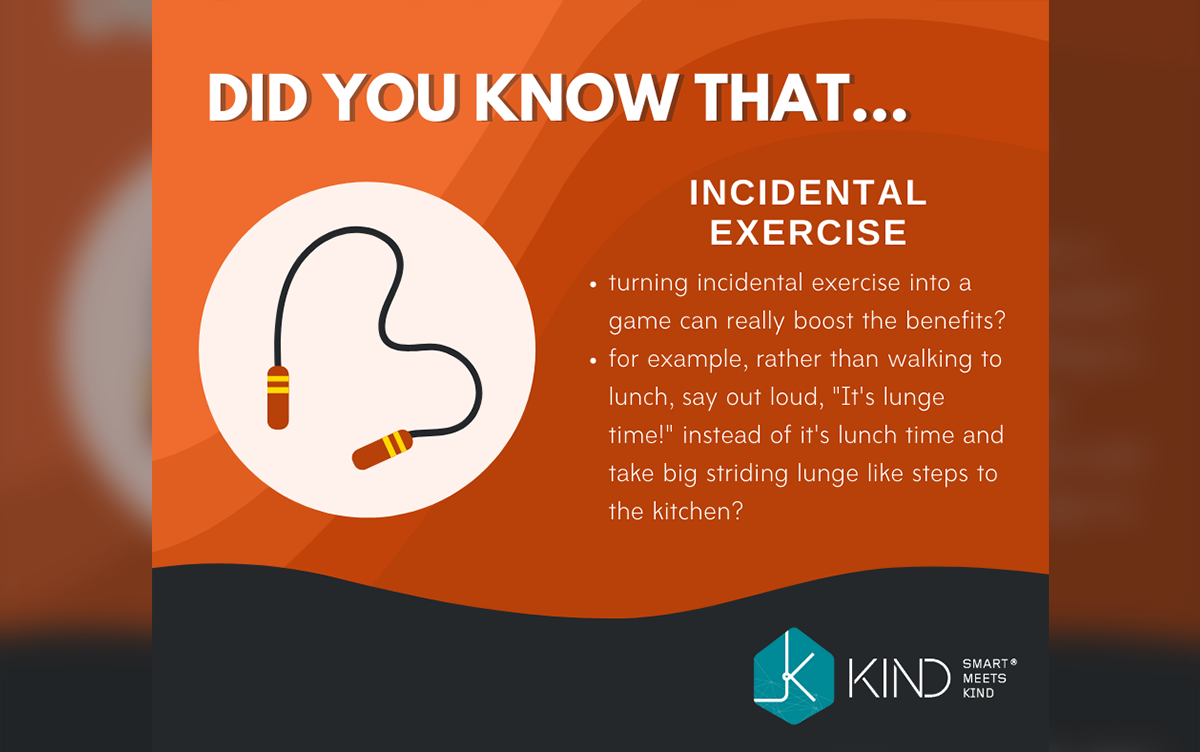 DID YOU KNOW THAT...
INCIDENTAL
EXERCISE
• turning incidental exercise into a
game can really boost the benefits?
• for example, rather than walking to
lunch, say out loud, "It's lunge
time!" instead of it's lunch time and
take big striding lunge like steps to
the kitchen?
K KIND
SMART®
MEETS
KIND